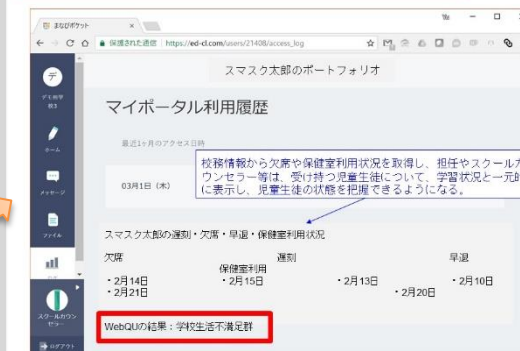 まなびポケット
保護された通信 | https://ed-cl.com/users/21408/access_log
スマスク太郎のポートフォリオ
マイポータル利用履歴
最近1ヶ月のアクセス日時
校務情報から欠席や保健室利用状況を取得し、担任やスクールカ
ウンセラー等は、受け持つ児童生徒について、学習状況と一元的
に表示し、児童生徒の状態を把握できるようになる。
03月1日 (木)
スマスク太郎の遅刻・欠席・早退・保健室利用状況
欠席 遅刻 早退
保健室利用
・2月14日 ・2月15日 ・2月13日 ・2月10日
・2月21日 ・2月20日
WebQUの結果：学校生活不満足群
テ
ホーム
メッセージ
ファイル
スクールカウン
セラー
ログアウト